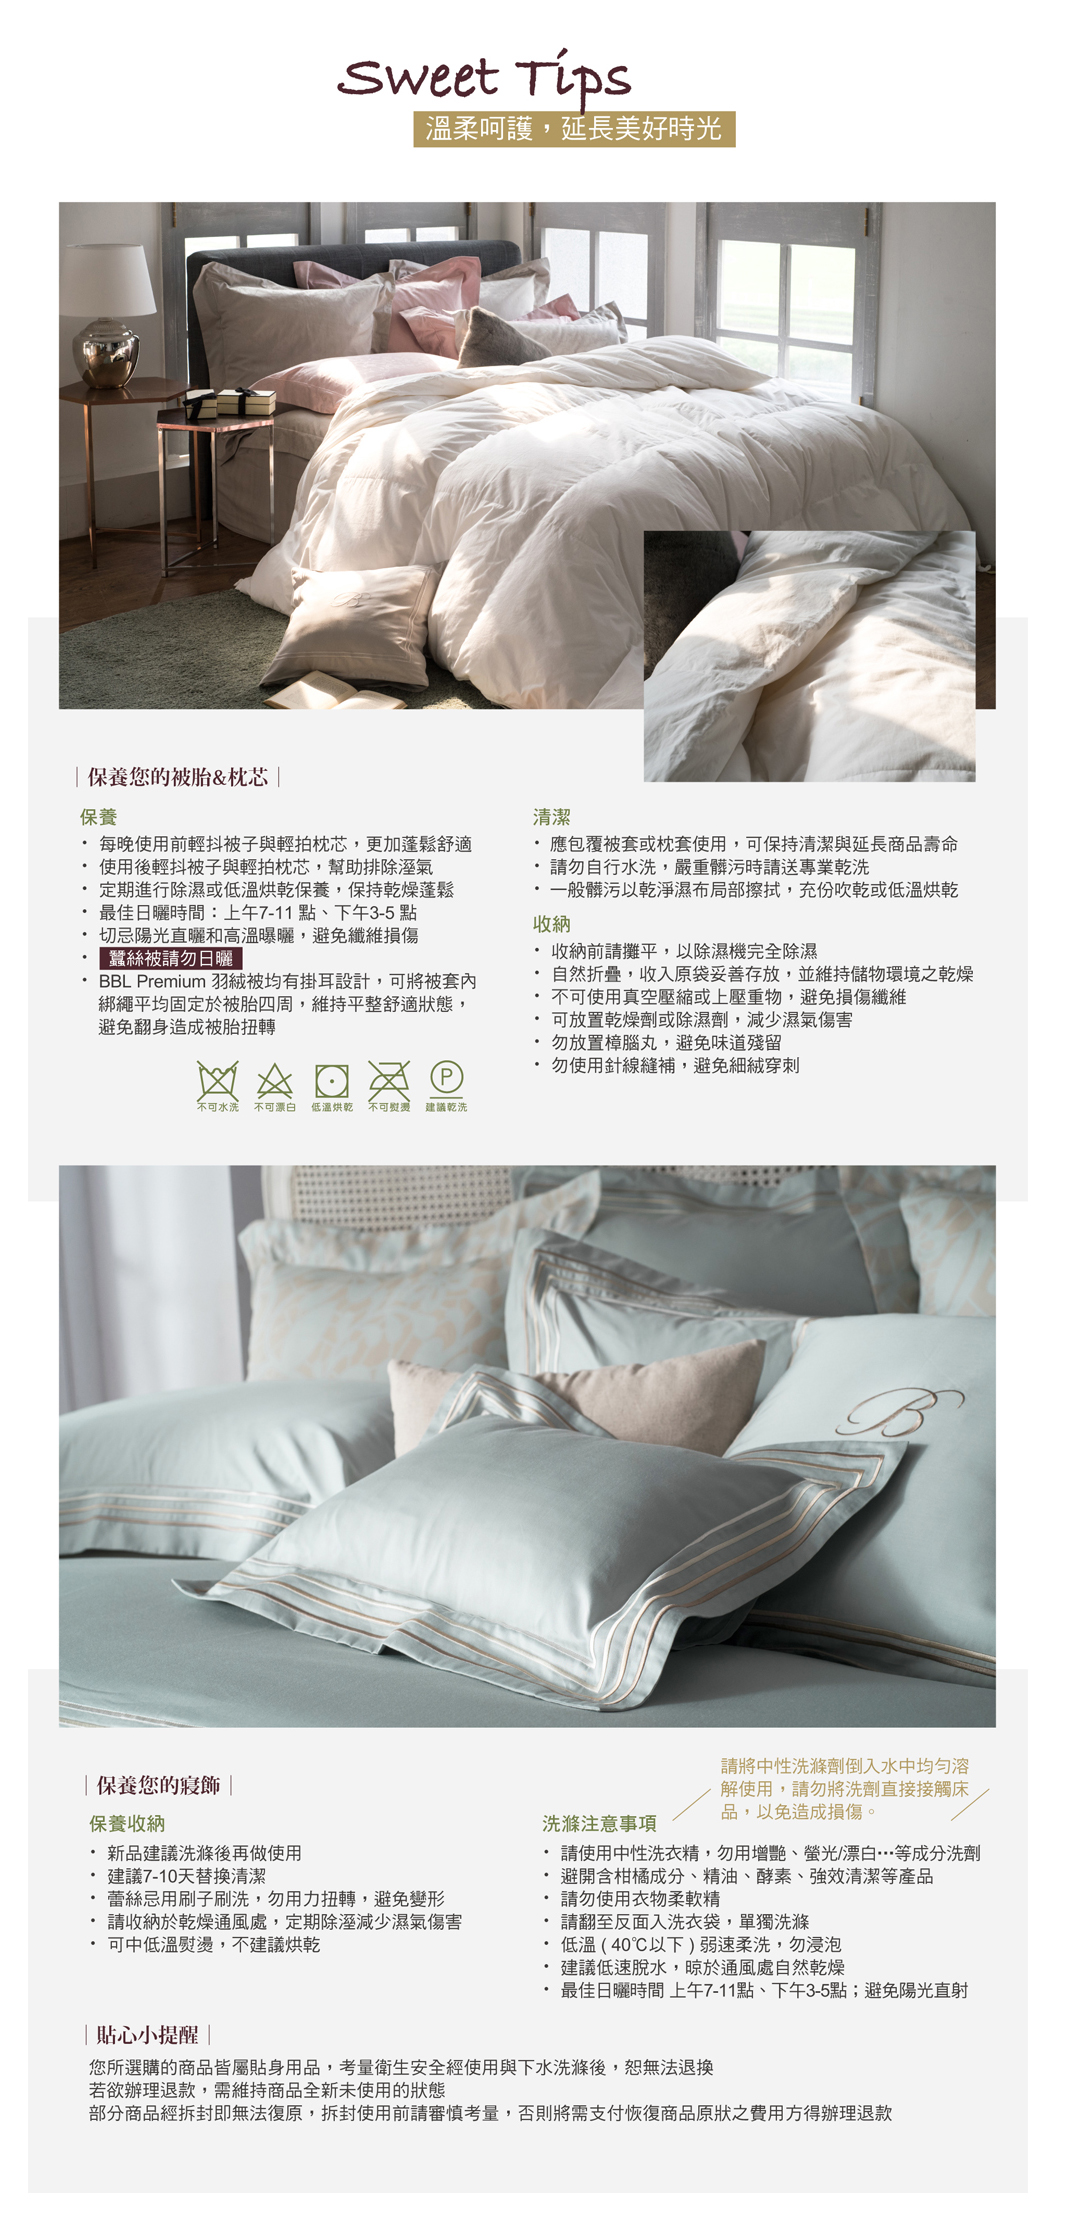 Sweet Tips
溫柔呵護，延長美好時光
｜保養您的被胎&枕芯｜
保養
・ 每晚使用前輕抖被子與輕拍枕芯，更加蓬鬆舒適
・ 使用後輕抖被子與輕拍枕芯，幫助排除溼氣
・ 定期進行除濕或低溫烘乾保養，保持乾燥蓬鬆
・ 最佳日曬時間：上午7-11 點、下午3-5 點
・ 切忌陽光直曬和高溫曝曬，避免纖維損傷
・ 蠶絲被請勿日曬
・ BBL Premium 羽絨被均有掛耳設計，可將被套內
綁繩平均固定於被胎四周，維持平整舒適狀態，
避免翻身造成被胎扭轉
不可水洗 不可漂白 低溫烘乾 不可熨燙 建議乾洗
P
清潔
・ 應包覆被套或枕套使用，可保持清潔與延長商品壽命
・ 請勿自行水洗，嚴重髒污時請送專業乾洗
・ 一般髒污以乾淨濕布局部擦拭，充份吹乾或低溫烘乾
收納
・ 收納前請攤平，以除濕機完全除濕
・ 自然折疊，收入原袋妥善存放，並維持儲物環境之乾燥
・ 不可使用真空壓縮或上壓重物，避免損傷纖維
・ 可放置乾燥劑或除濕劑，減少濕氣傷害
・ 勿放置樟腦丸，避免味道殘留
・ 勿使用針線縫補，避免細絨穿刺
B
｜保養您的寢飾｜
保養收納
・ 新品建議洗滌後再做使用
・ 建議7-10天替換清潔
・ 蕾絲忌用刷子刷洗，勿用力扭轉，避免變形
・ 請收納於乾燥通風處，定期除溼減少濕氣傷害
・ 可中低溫熨燙，不建議烘乾
請將中性洗滌劑倒入水中均勻溶
解使用，請勿將洗劑直接接觸床
品，以免造成損傷。
洗滌注意事項
・ 請使用中性洗衣精，勿用增艷、螢光/漂白…等成分洗劑
・ 避開含柑橘成分、精油、酵素、強效清潔等產品
・ 請勿使用衣物柔軟精
・ 請翻至反面入洗衣袋，單獨洗滌
・ 低溫 ( 40℃以下 ) 弱速柔洗，勿浸泡
・ 建議低速脫水，晾於通風處自然乾燥
・ 最佳日曬時間 上午7-11點、下午3-5點；避免陽光直射
｜貼心小提醒｜
您所選購的商品皆屬貼身用品，考量衛生安全經使用與下水洗滌後，恕無法退換
若欲辦理退款，需維持商品全新未使用的狀態
部分商品經拆封即無法復原，拆封使用前請審慎考量，否則將需支付恢復商品原狀之費用方得辦理退款